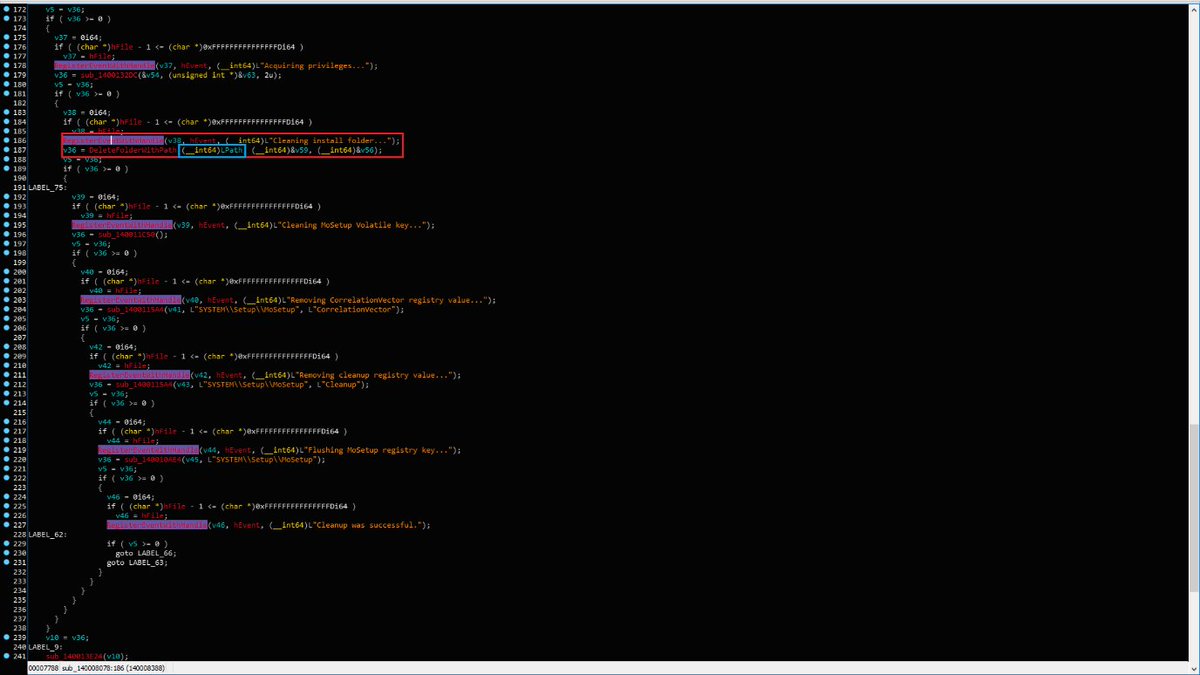 172 v5 = v36;
173 if ( v36 >= 0 )
174 {
175 v37 = 0i64;
176 if ( (char *)hFile - 1 <= (char *)0xFFFFFFFFFFFFFFFDi64 )
177 v37 = hFile;
178 RegisterEventWithHandle(v37, hEvent, (__int64)L"Acquiring privileges...");
179 v36 = sub_1400132DC(&v54, (unsigned int *)&v63, 2u);
180 v5 = v36;
181 if ( v36 >= 0 )
182 {
183 v38 = 0i64;
184 if ( (char *)hFile - 1 <= (char *)0xFFFFFFFFFFFFFFFDi64 )
185 v38 = hFile;
186 RegisterEventWithHandle(v38, hEvent, (__int64)L"Cleaning install folder...");
187 v36 = DeleteFolderWithPath((__int64)LPath, (__int64)&v59, (__int64)&v56);
188 v5 = v36;
189 if ( v36 >= 0 )
190 {
191 LABEL_75:
192 v39 = 0i64;
193 if ( (char *)hFile - 1 <= (char *)0xFFFFFFFFFFFFFFFDi64 )
194 v39 = hFile;
195 RegisterEventWithHandle(v39, hEvent, (__int64)L"Cleaning MoSetup Volatile key...");
196 v36 = sub_140011C50();
197 v5 = v36;
198 if ( v36 >= 0 )
199 {
200 v40 = 0i64;
201 if ( (char *)hFile - 1 <= (char *)0xFFFFFFFFFFFFFFFDi64 )
202 v40 = hFile;
203 RegisterEventWithHandle(v40, hEvent, (__int64)L"Removing CorrelationVector registry value...");
204 v36 = sub_1400115A4(v41, L"SYSTEM\\Setup\\MoSetup", L"CorrelationVector");
205 v5 = v36;
206 if ( v36 >= 0 )
207 {
208 v42 = 0i64;
209 if ( (char *)hFile - 1 <= (char *)0xFFFFFFFFFFFFFFFDi64 )
210 v42 = hFile;
211 RegisterEventWithHandle(v42, hEvent, (__int64)L"Removing cleanup registry value...");
212 v36 = sub_1400115A4(v43, L"SYSTEM\\Setup\\MoSetup", L"Cleanup");
213 v5 = v36;
214 if ( v36 >= 0 )
215 {
216 v44 = 0i64;
217 if ( (char *)hFile - 1 <= (char *)0xFFFFFFFFFFFFFFFDi64 )
218 v44 = hFile;
219 RegisterEventWithHandle(v44, hEvent, (__int64)L"Flushing MoSetup registry key...");
220 v36 = sub_140010AE4(v45, L"SYSTEM\\Setup\\MoSetup");
221 v5 = v36;
222 if ( v36 >= 0 )
223 {
224 v46 = 0i64;
225 if ( (char *)hFile - 1 <= (char *)0xFFFFFFFFFFFFFFFDi64 )
226 v46 = hFile;
227 RegisterEventWithHandle(v46, hEvent, (__int64)L"Cleanup was successful.");
228 LABEL_62:
229 if ( v5 >= 0 )
230 goto LABEL_66;
231 goto LABEL_63;
232 }
233 }
234 }
235 }
236 }
237 }
238 }
239 v10 = v36;
240 LABEL_9:
241 sub_140013E24(v10);
00007788 sub_140008078:186 (140008388)